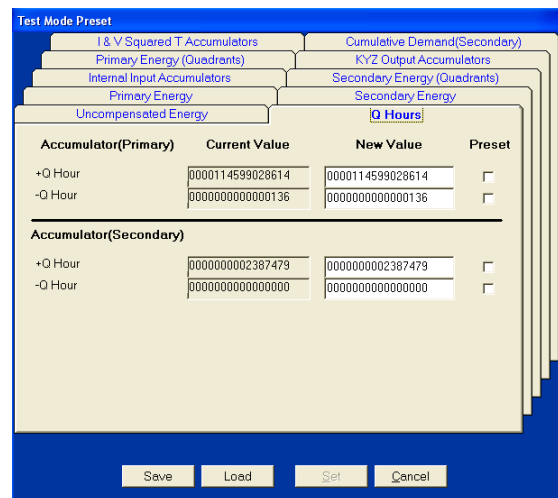 Test Mode Preset
I & V Squared T Accumulators Cumulative Demand(Secondary)
Primary Energy (Quadrants) KYZ Output Accumulators
Internal Input Accumulators Secondary Energy (Quadrants)
Primary Energy Secondary Energy
Uncompensated Energy Q Hours
Accumulator(Primary) Current Value New Value Preset
+Q Hour 0000114599028614 0000114599028614
-Q Hour 0000000000000136 0000000000000136
Accumulator(Secondary)
+Q Hour 0000000002387479 0000000002387479
-Q Hour 0000000000000000 0000000000000000
Save Load Set Cancel